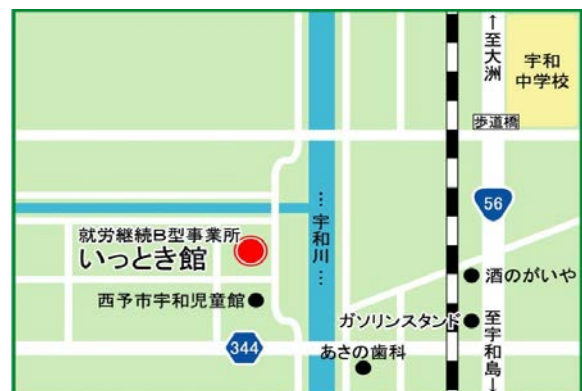 ↑至大洲
宇和
中学校
歩道橋
56
…宇和川…
就労継続B型事業所
いっとき館
酒のがいや
西予市宇和児童館
ガソリンスタンド
至宇和島↓
344
あさの歯科